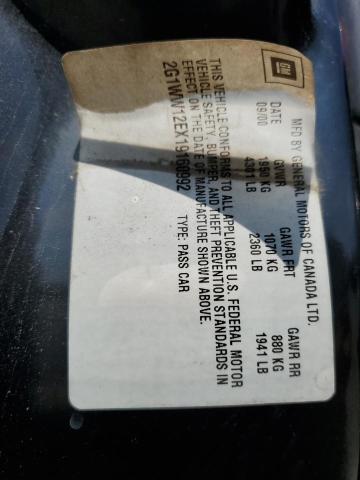 GM
MFD BY GENERAL MOTORS OF CANADA LTD.
DATE GVWR GAWR FRT GAWR RR
09/00 1950 KG 1070 KG 880 KG
4301 LB 2360 LB 1941 LB
THIS VEHICLE CONFORMS TO ALL APPLICABLE U.S. FEDERAL MOTOR
VEHICLE SAFETY, BUMPER, AND THEFT PREVENTION STANDARDS IN
EFFECT ON THE DATE OF MANUFACTURE SHOWN ABOVE.
2G1WW12EX19160992 TYPE: PASS CAR